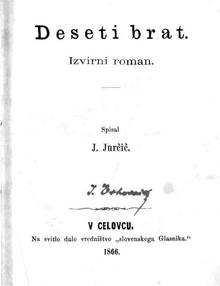 Deseti brat.
Izvirni roman.
Spisal
J. Jurčič.
V CELOVCU.
Na svitlo dalo vredništvo „slovenskega Glasnika.“
1866.